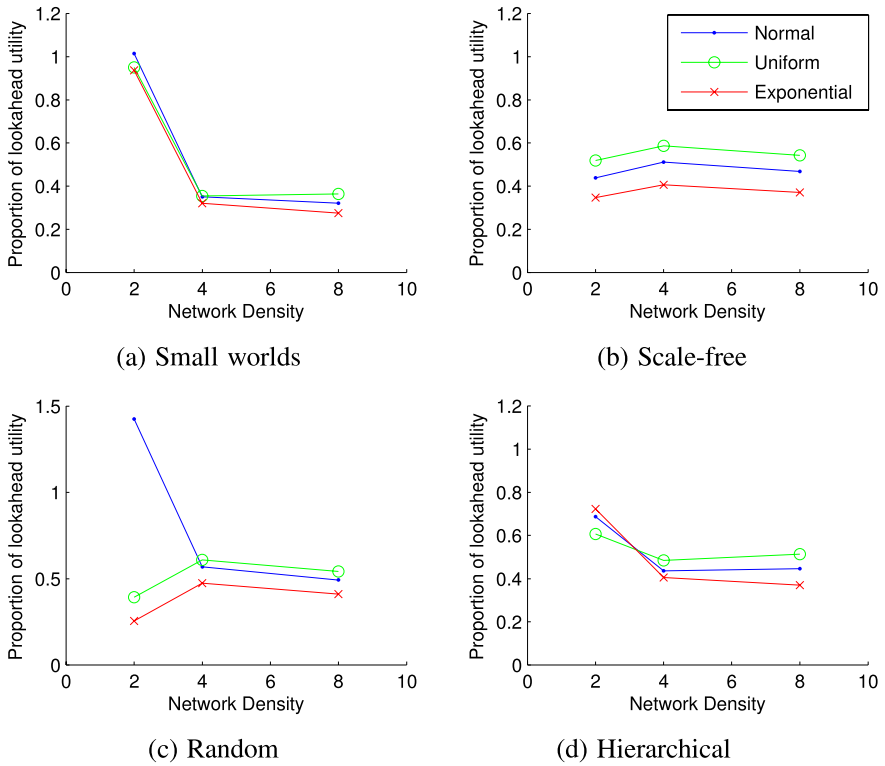 Proportion of lookahead utility
1.2
1
0.8
0.6
0.4
0.2
0
0 2 4 6 8 10
Network Density
(a) Small worlds
Proportion of lookahead utility
1.2
1
0.8
0.6
0.4
0.2
0
0 2 4 6 8 10
Network Density
Normal
Uniform
Exponential
(b) Scale-free
Proportion of lookahead utility
1.5
1
0.5
0
0 2 4 6 8 10
Network Density
(c) Random
Proportion of lookahead utility
1.2
1
0.8
0.6
0.4
0.2
0
0 2 4 6 8 10
Network Density
(d) Hierarchical